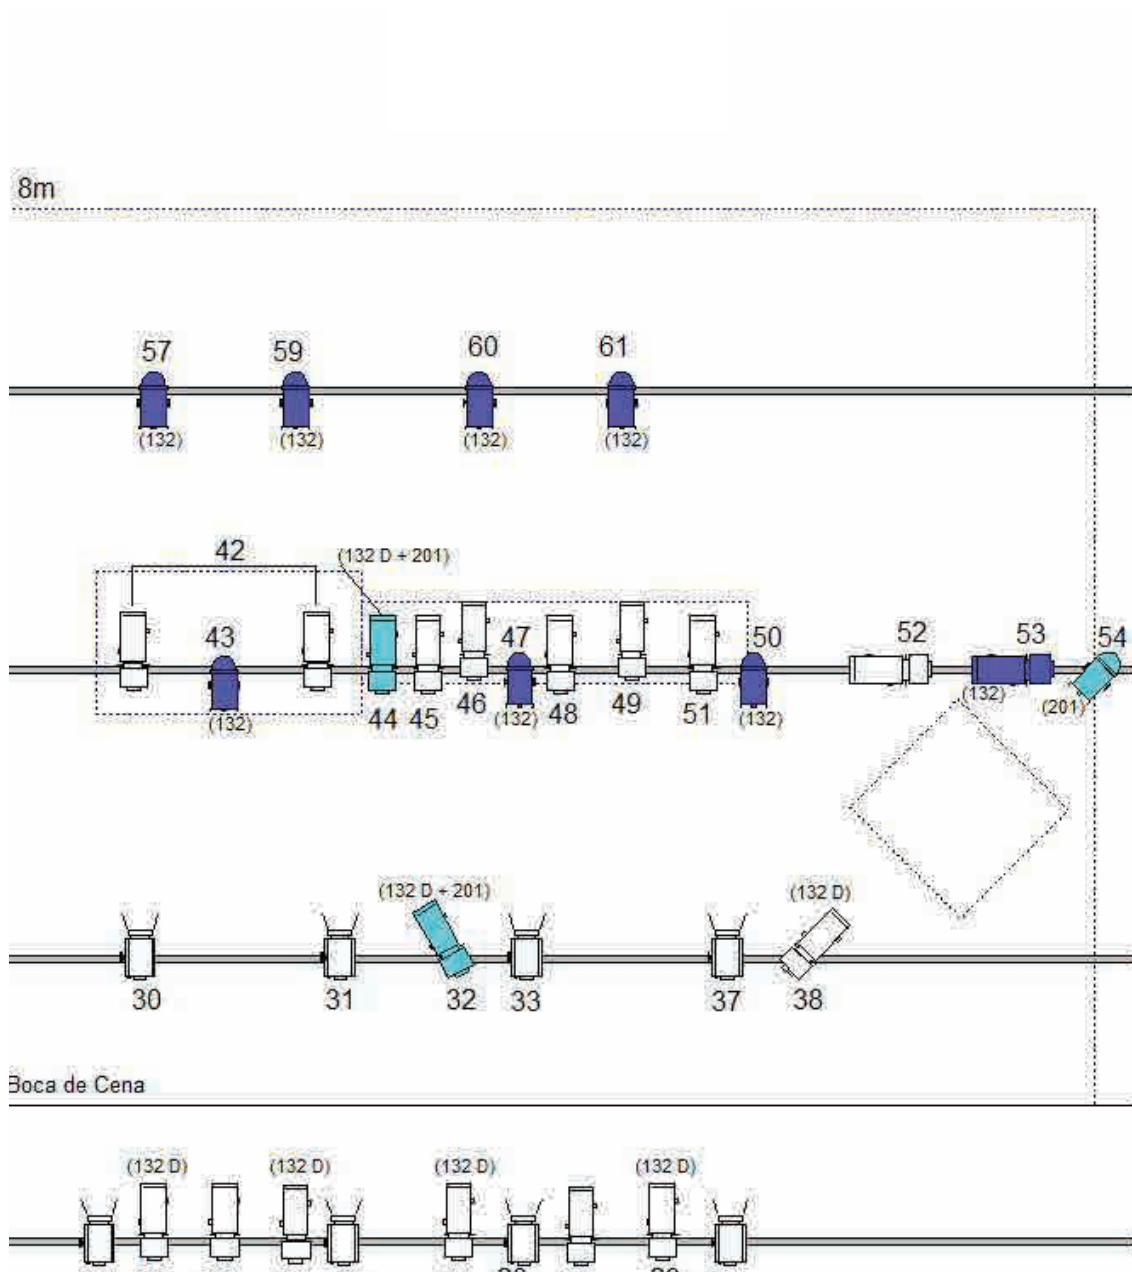 8m
57 59 60 61
(132) (132) (132) (132)
42 (132 D + 201)
43 47 50 52 53 54
(132) 44 45 46 (132) 48 49 51 (132) (132) (201)
(132 D + 201) (132 D)
30 31 32 33 37 38
Boca de Cena
(132 D) (132 D) (132 D) (132 D)